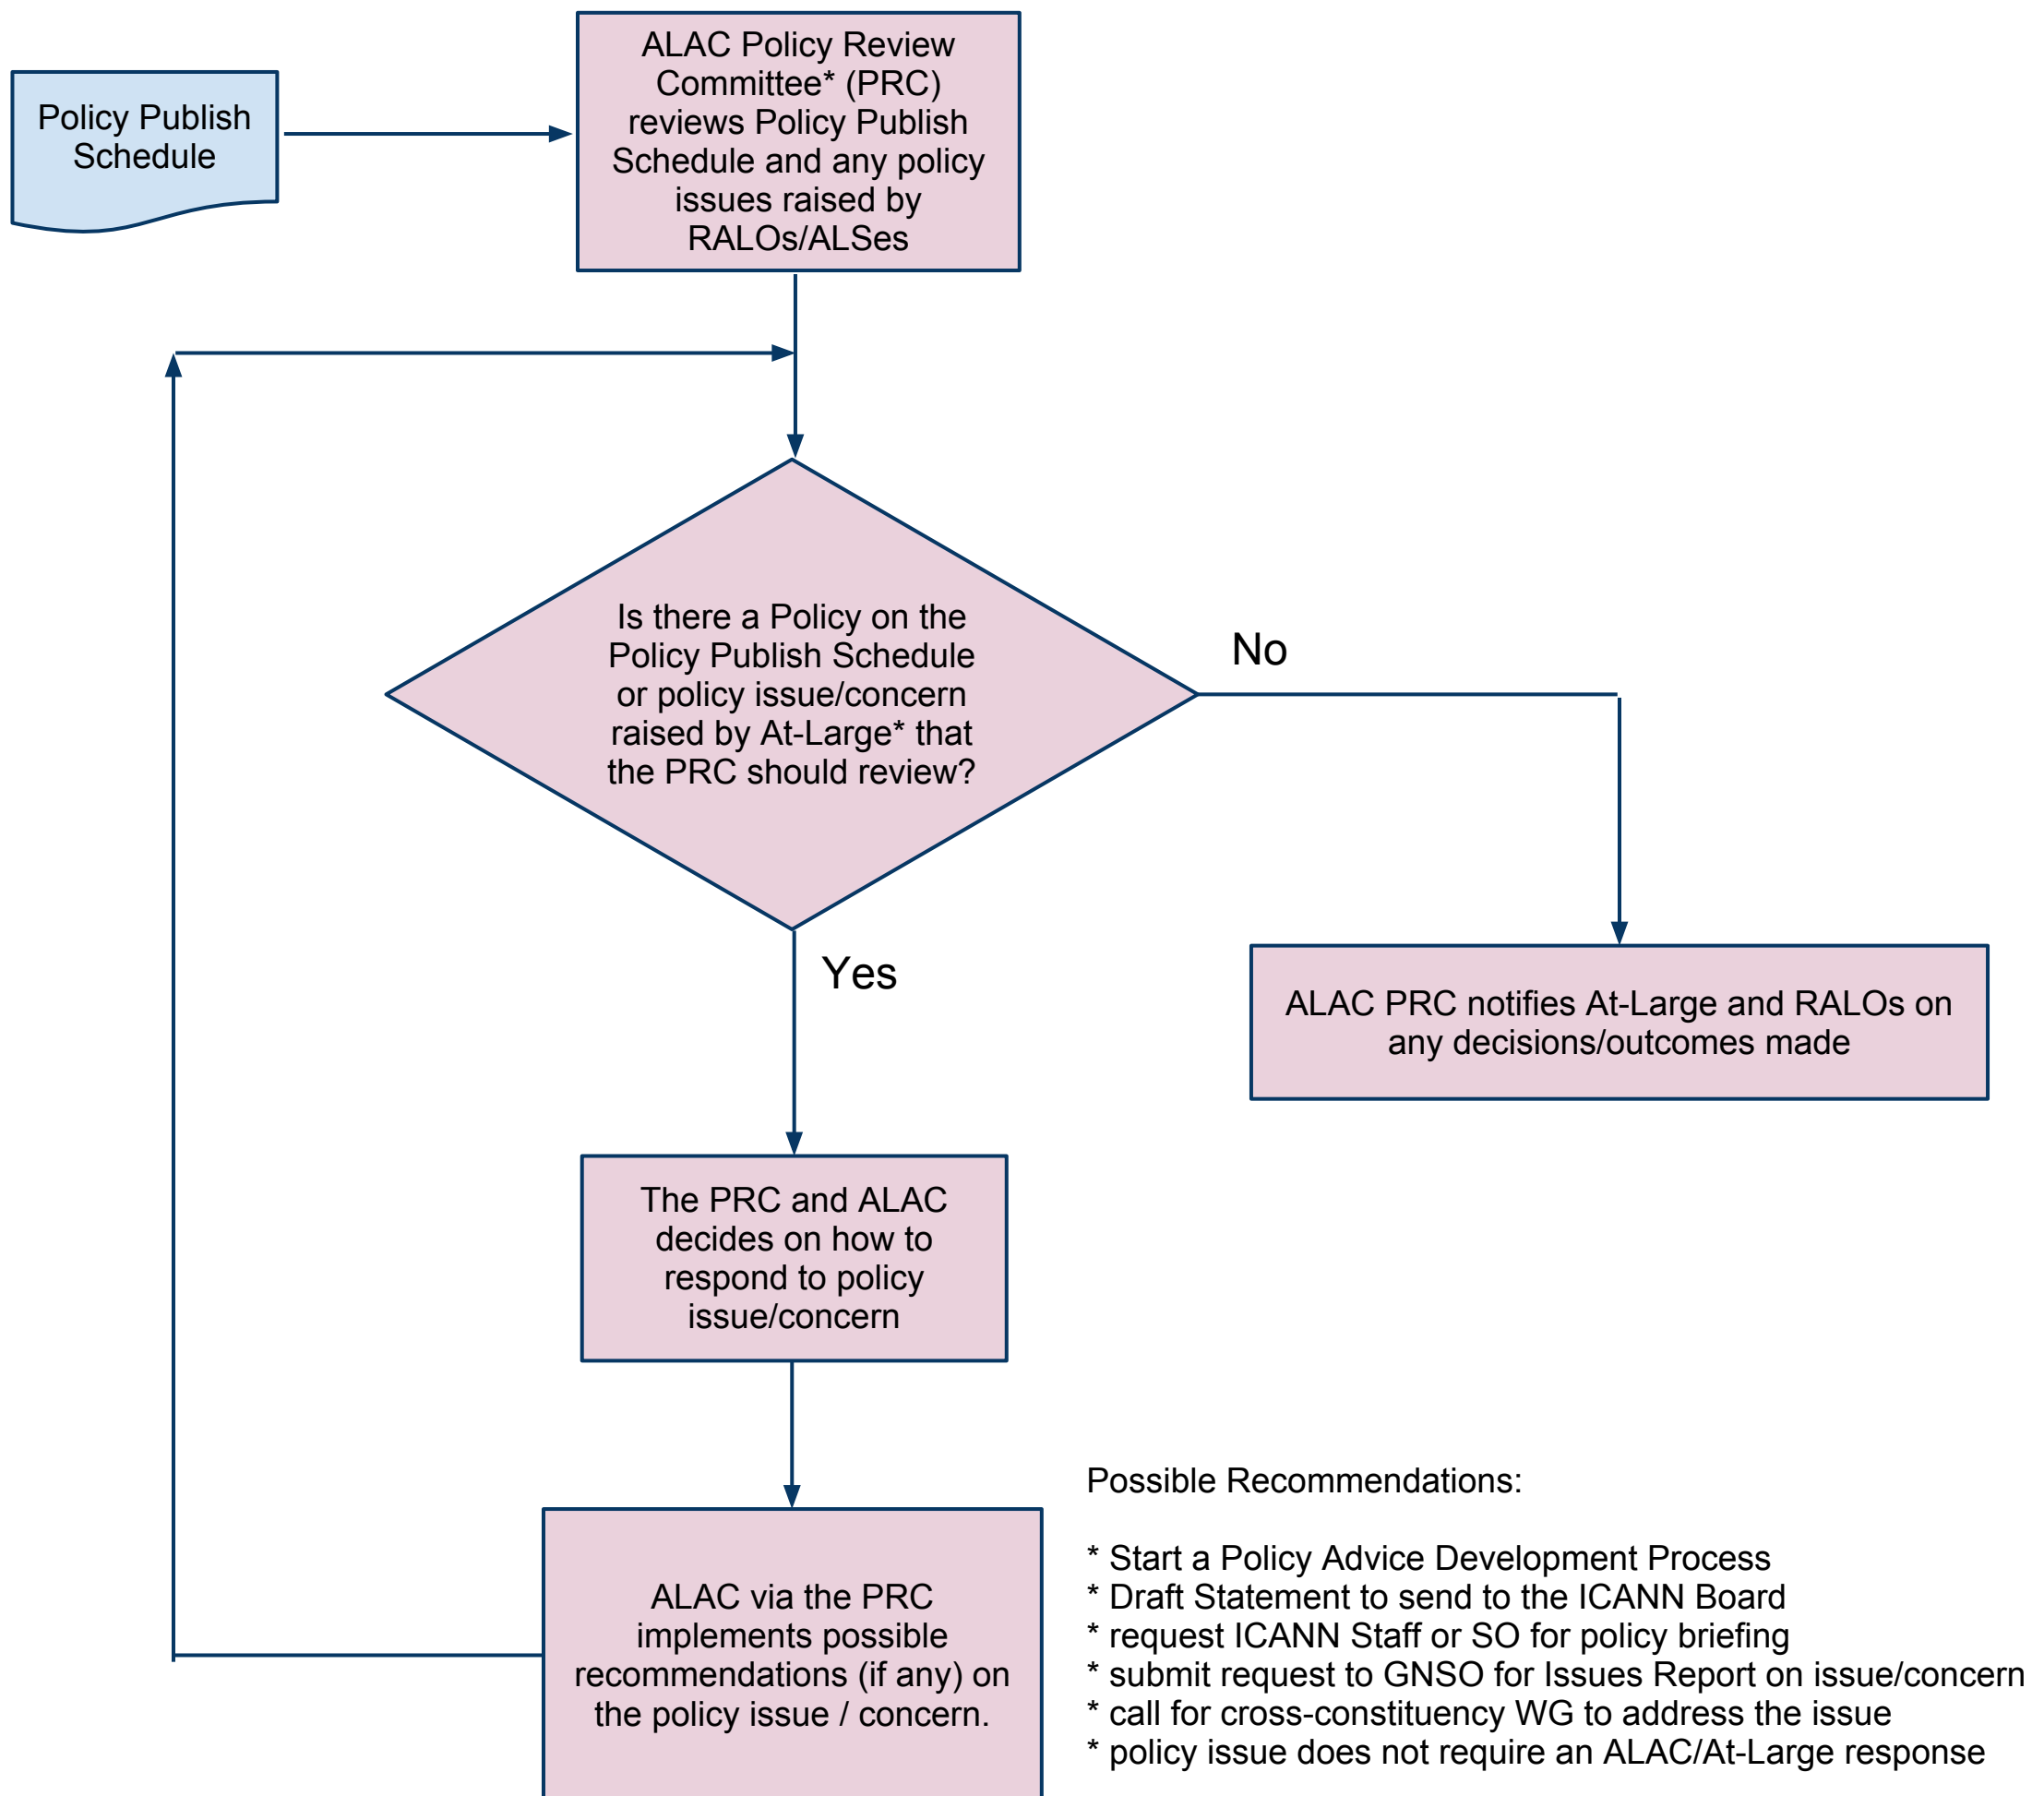 ALAC Policy Review
Committee* (PRC)
reviews Policy Publish
Schedule and any policy
issues raised by
RALOs/ALSes
Policy Publish
Schedule
Is there a Policy on the
Policy Publish Schedule
or policy issue/concern
raised by At-Large* that
the PRC should review?
No
Yes
ALAC PRC notifies At-Large and RALOs on
any decisions/outcomes made
The PRC and ALAC
decides on how to
respond to policy
issue/concern
ALAC via the PRC
implements possible
recommendations (if any) on
the policy issue / concern.
Possible Recommendations:
* Start a Policy Advice Development Process
* Draft Statement to send to the ICANN Board
* request ICANN Staff or SO for policy briefing
* submit request to GNSO for Issues Report on issue/concern
* call for cross-constituency WG to address the issue
* policy issue does not require an ALAC/At-Large response